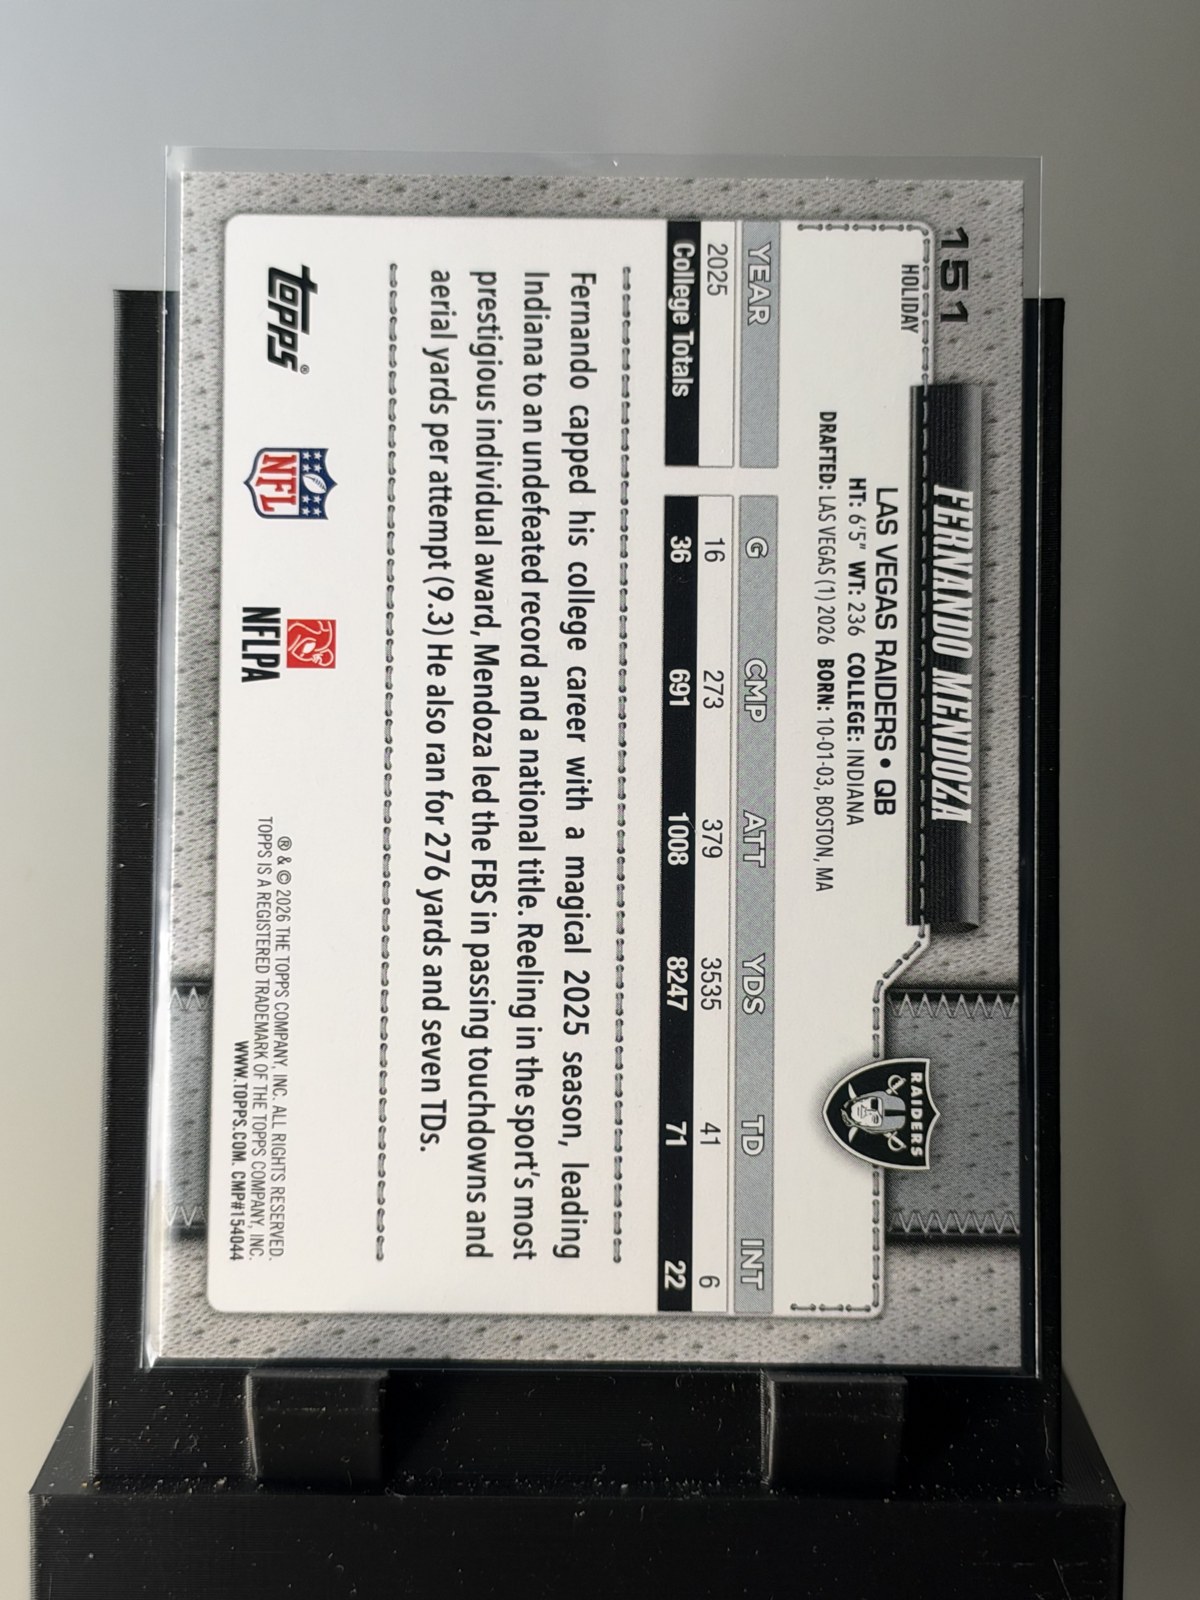 151
HOLIDAY
FERNANDO MENDOZA
LAS VEGAS RAIDERS • QB
HT: 6'5" WT: 236 COLLEGE: INDIANA
DRAFTED: LAS VEGAS (1) 2026 BORN: 10-01-03, BOSTON, MA
RAIDERS
YEAR G CMP ATT YDS TD INT
2025 16 273 379 3535 41 6
College Totals 36 691 1008 8247 71 22
Fernando capped his college career with a magical 2025 season, leading
Indiana to an undefeated record and a national title. Reeling in the sport's most
prestigious individual award, Mendoza led the FBS in passing touchdowns and
aerial yards per attempt (9.3) He also ran for 276 yards and seven TDs.
topps®
NFL
NFLPA
® & © 2026 THE TOPPS COMPANY, INC. ALL RIGHTS RESERVED.
TOPPS IS A REGISTERED TRADEMARK OF THE TOPPS COMPANY, INC.
WWW.TOPPS.COM. CMP#154044